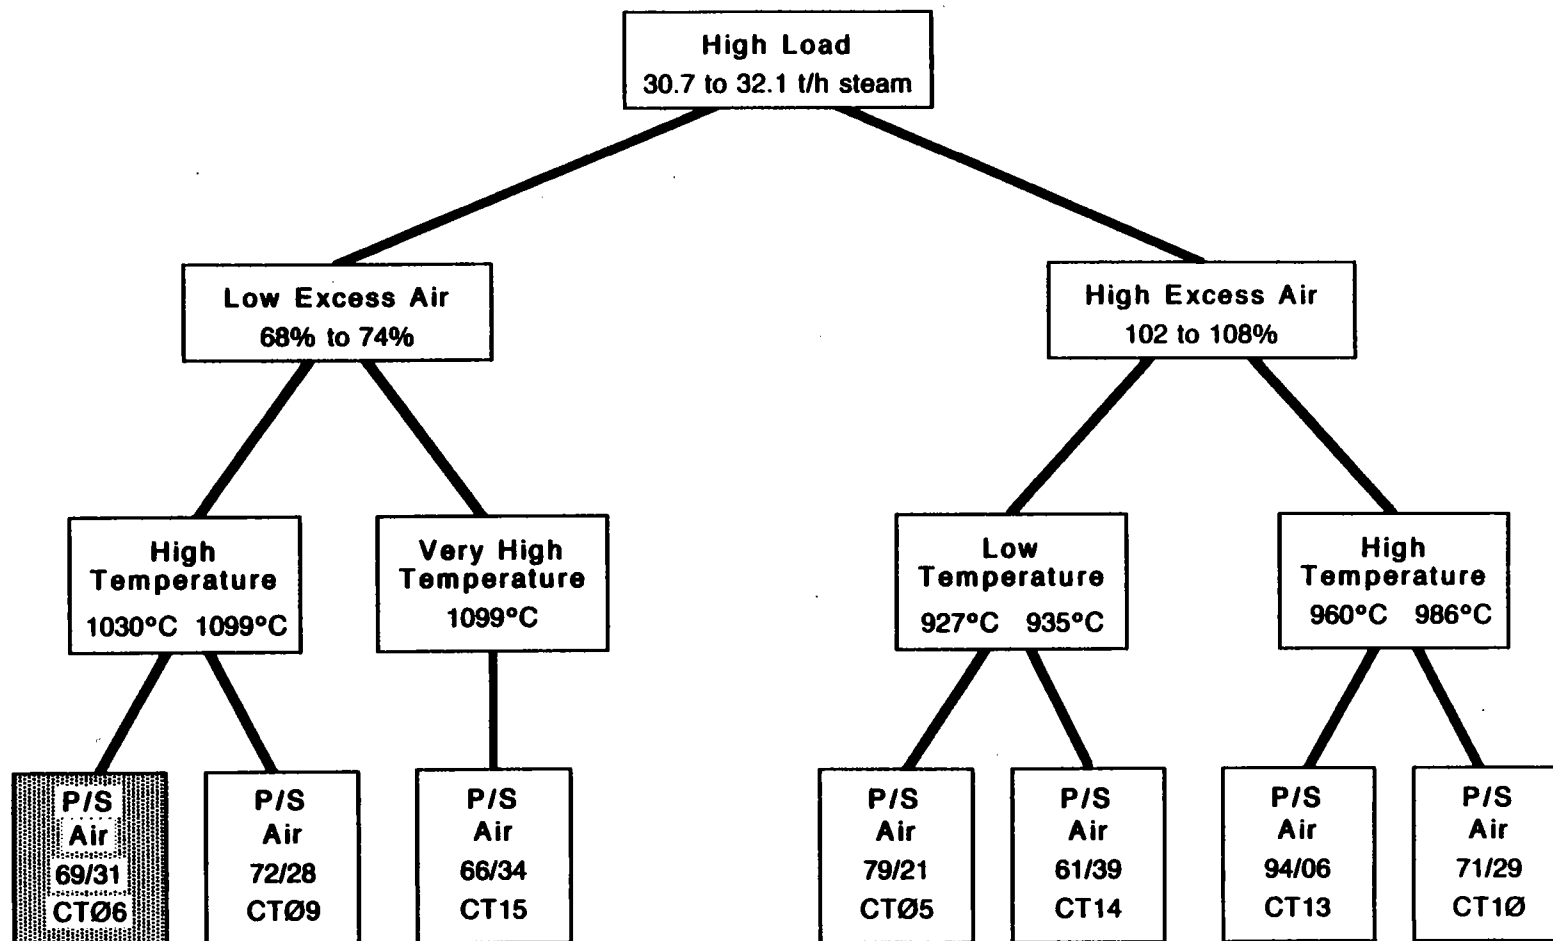 High Load
30.7 to 32.1 t/h steam
Low Excess Air
68% to 74%
High Excess Air
102 to 108%
High
Temperature
1030°C 1099°C
Very High
Temperature
1099°C
Low
Temperature
927°C 935°C
High
Temperature
960°C 986°C
P/S
Air
69/31
CTØ6
P/S
Air
72/28
CTØ9
P/S
Air
66/34
CT15
P/S
Air
79/21
CTØ5
P/S
Air
61/39
CT14
P/S
Air
94/06
CT13
P/S
Air
71/29
CT1Ø